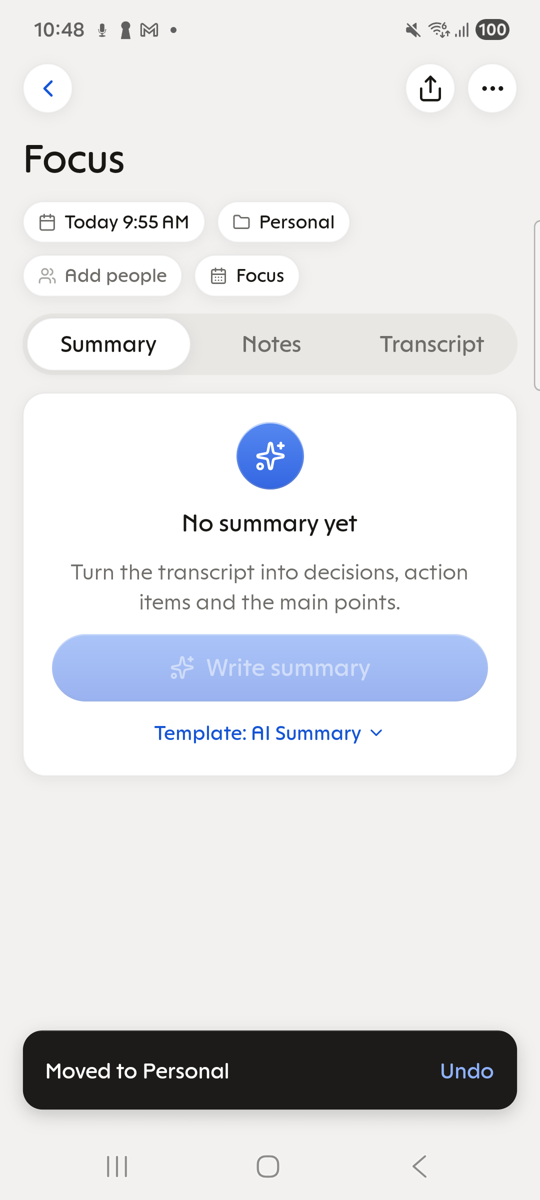 10:48
100
Focus
Today 9:55 AM
Personal
Add people
Focus
Summary
Notes
Transcript
No summary yet
Turn the transcript into decisions, action
items and the main points.
Write summary
Template: AI Summary
Moved to Personal
Undo